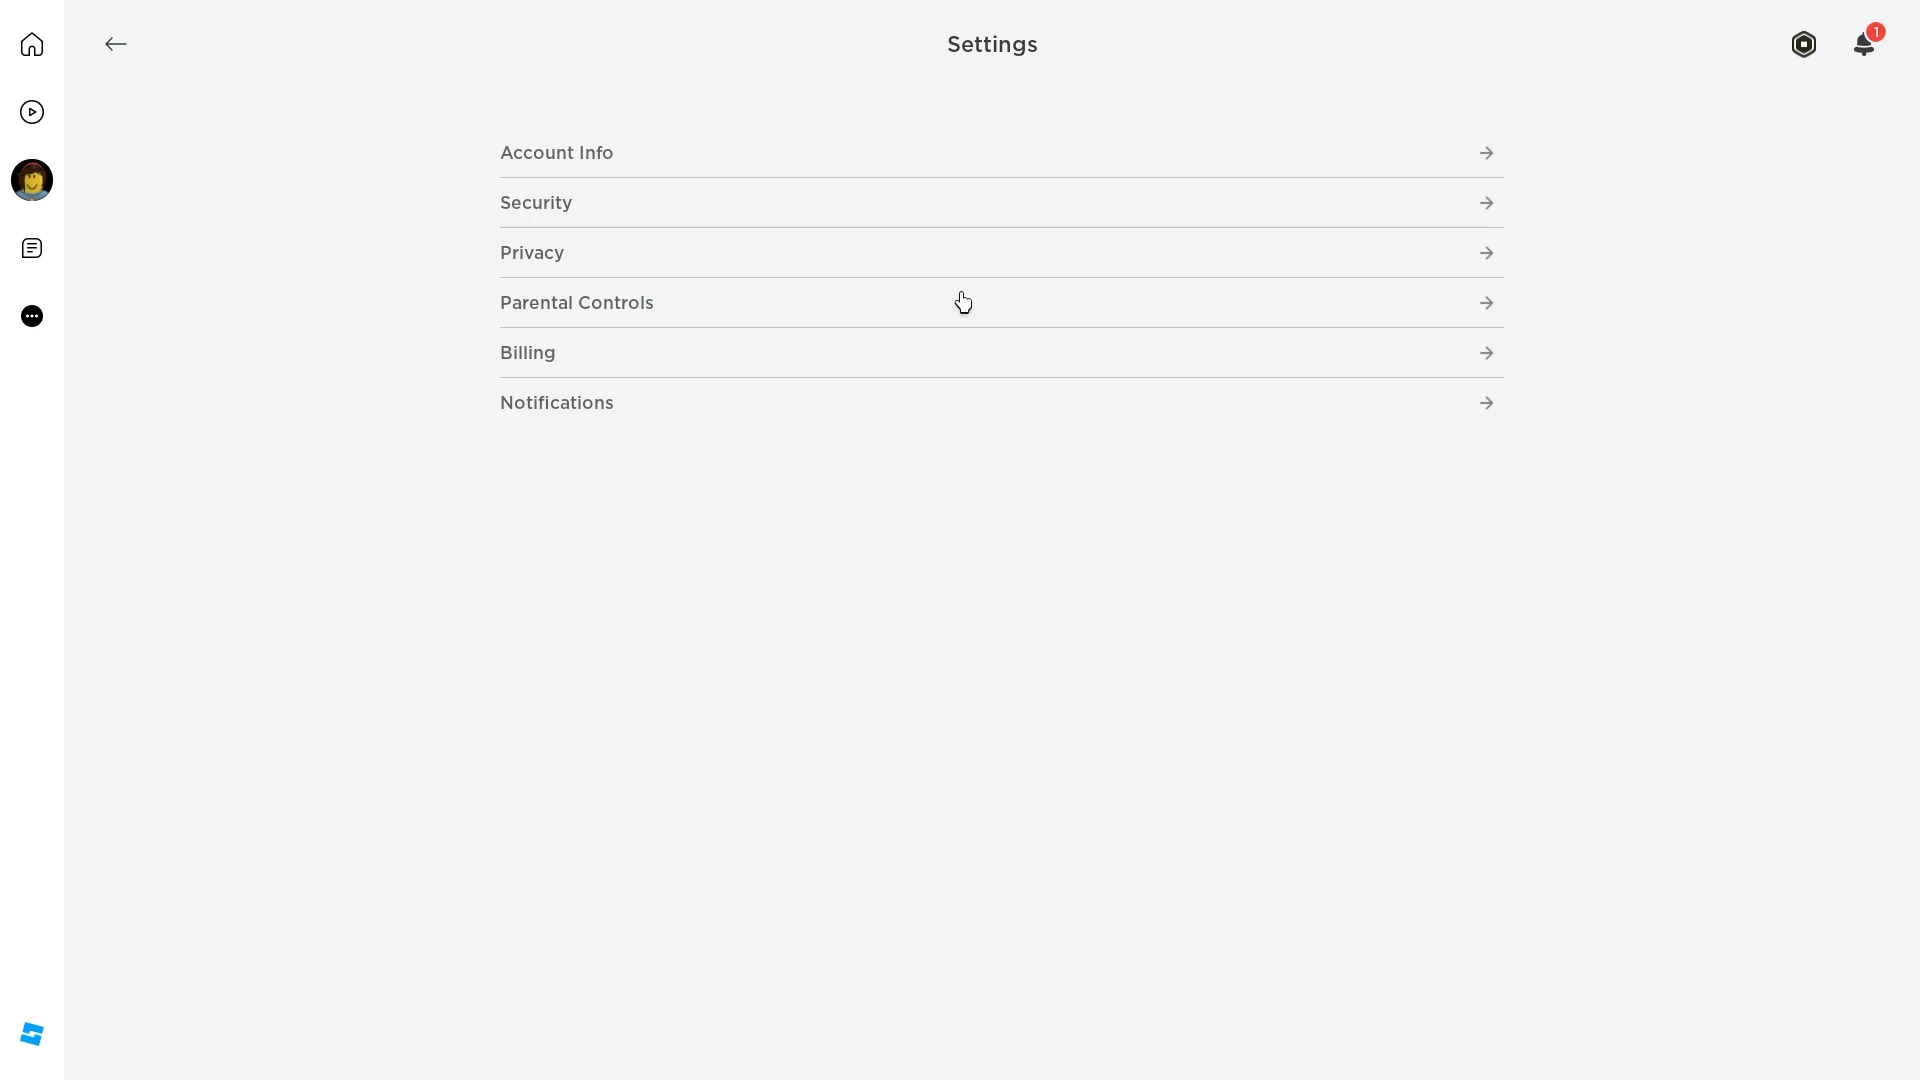 Settings
1
Account Info
Security
Privacy
Parental Controls
Billing
Notifications